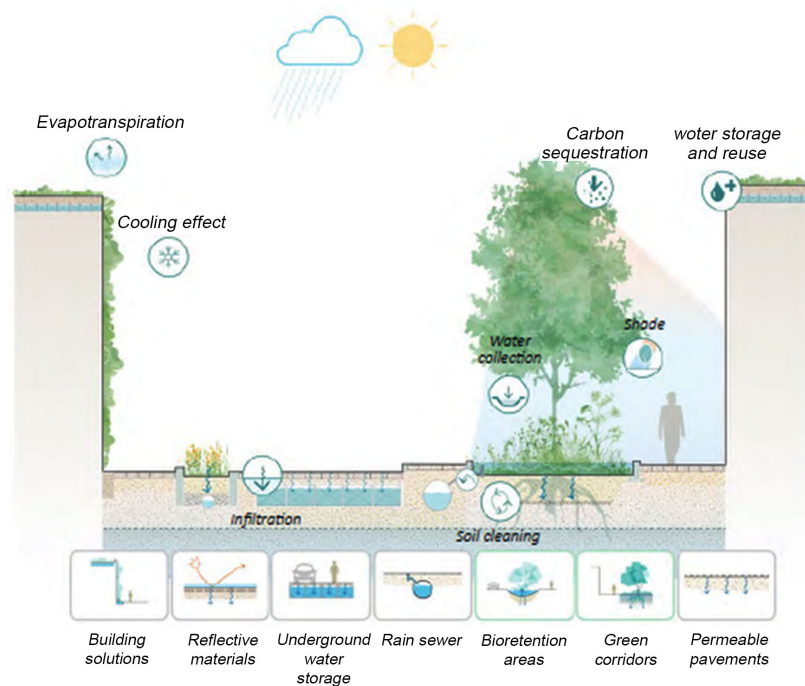 Evapotranspiration
Carbon
sequestration
woter storage
and reuse
Cooling effect
Shade
Water
collection
Infiltration
Soil cleaning
Building
solutions
Reflective
materials
Underground
water
storage
Rain sewer
Bioretention
areas
Green
corridors
Permeable
pavements